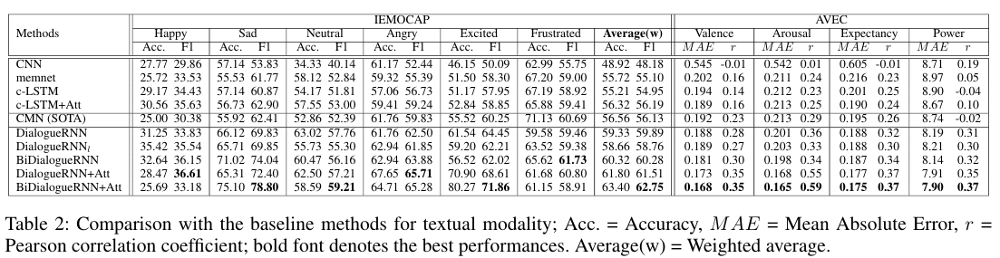 IEMOCAP AVEC
Methods Happy Sad Neutral Angry Excited Frustrated Average(w) Valence Arousal Expectancy Power
Acc. F1 Acc. F1 Acc. F1 Acc. F1 Acc. F1 Acc. F1 Acc. F1 MAE r MAE r MAE r MAE r
CNN 27.77 29.86 57.14 53.83 34.33 40.14 61.17 52.44 46.15 50.09 62.99 55.75 48.92 48.18 0.545 -0.01 0.542 0.01 0.605 -0.01 8.71 0.19
memnet 25.72 33.53 55.53 61.77 58.12 52.84 59.32 55.39 51.50 58.30 67.20 59.00 55.72 55.10 0.202 0.16 0.211 0.24 0.216 0.23 8.97 0.05
c-LSTM 29.17 34.43 57.14 60.87 54.17 51.81 57.06 56.73 51.17 57.95 67.19 58.92 55.21 54.95 0.194 0.14 0.212 0.23 0.201 0.25 8.90 -0.04
c-LSTM+Att 30.56 35.63 56.73 62.90 57.55 53.00 59.41 59.24 52.84 58.85 65.88 59.41 56.32 56.19 0.189 0.16 0.213 0.25 0.190 0.24 8.67 0.10
CMN (SOTA) 25.00 30.38 55.92 62.41 52.86 52.39 61.76 59.83 55.52 60.25 71.13 60.69 56.56 56.13 0.192 0.23 0.213 0.29 0.195 0.26 8.74 -0.02
DialogueRNN 31.25 33.83 66.12 69.83 63.02 57.76 61.76 62.50 61.54 64.45 59.58 59.46 59.33 59.89 0.188 0.28 0.201 0.36 0.188 0.32 8.19 0.31
DialogueRNNl 35.42 35.54 65.71 69.85 55.73 55.30 62.94 61.85 59.20 62.21 63.52 59.38 58.66 58.76 0.189 0.27 0.203 0.33 0.188 0.30 8.21 0.30
BiDialogueRNN 32.64 36.15 71.02 74.04 60.47 56.16 62.94 63.88 56.52 62.02 65.62 61.73 60.32 60.28 0.181 0.30 0.198 0.34 0.187 0.34 8.14 0.32
DialogueRNN+Att 28.47 36.61 65.31 72.40 62.50 57.21 67.65 65.71 70.90 68.61 61.68 60.80 61.80 61.51 0.173 0.35 0.168 0.55 0.177 0.37 7.91 0.35
BiDialogueRNN+Att 25.69 33.18 75.10 78.80 58.59 59.21 64.71 65.28 80.27 71.86 61.15 58.91 63.40 62.75 0.168 0.35 0.165 0.59 0.175 0.37 7.90 0.37
Table 2: Comparison with the baseline methods for textual modality; Acc. = Accuracy, MAE = Mean Absolute Error, r =
Pearson correlation coefficient; bold font denotes the best performances. Average(w) = Weighted average.